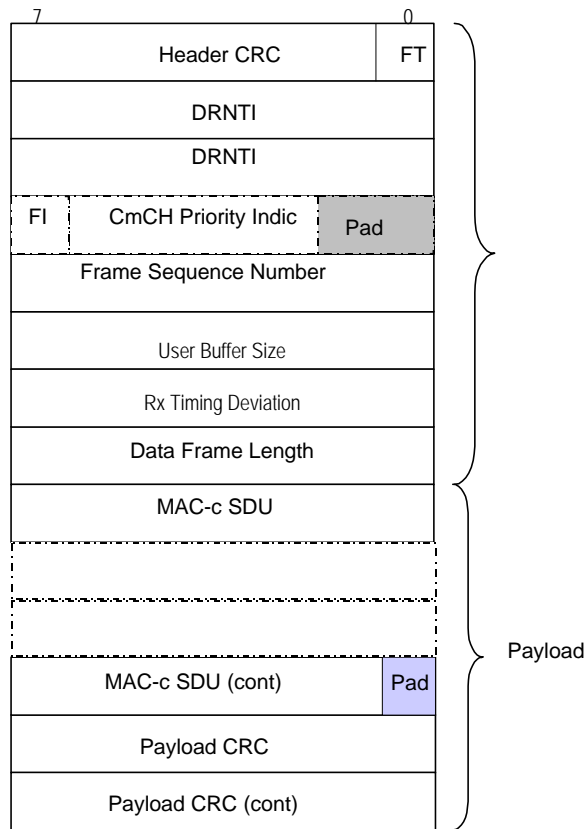 7 0
Header CRC FT
DRNTI
DRNTI
FI CmCH Priority Indic Pad
Frame Sequence Number
User Buffer Size
Rx Timing Deviation
Data Frame Length
MAC-c SDU
Payload
MAC-c SDU (cont) Pad
Payload CRC
Payload CRC (cont)